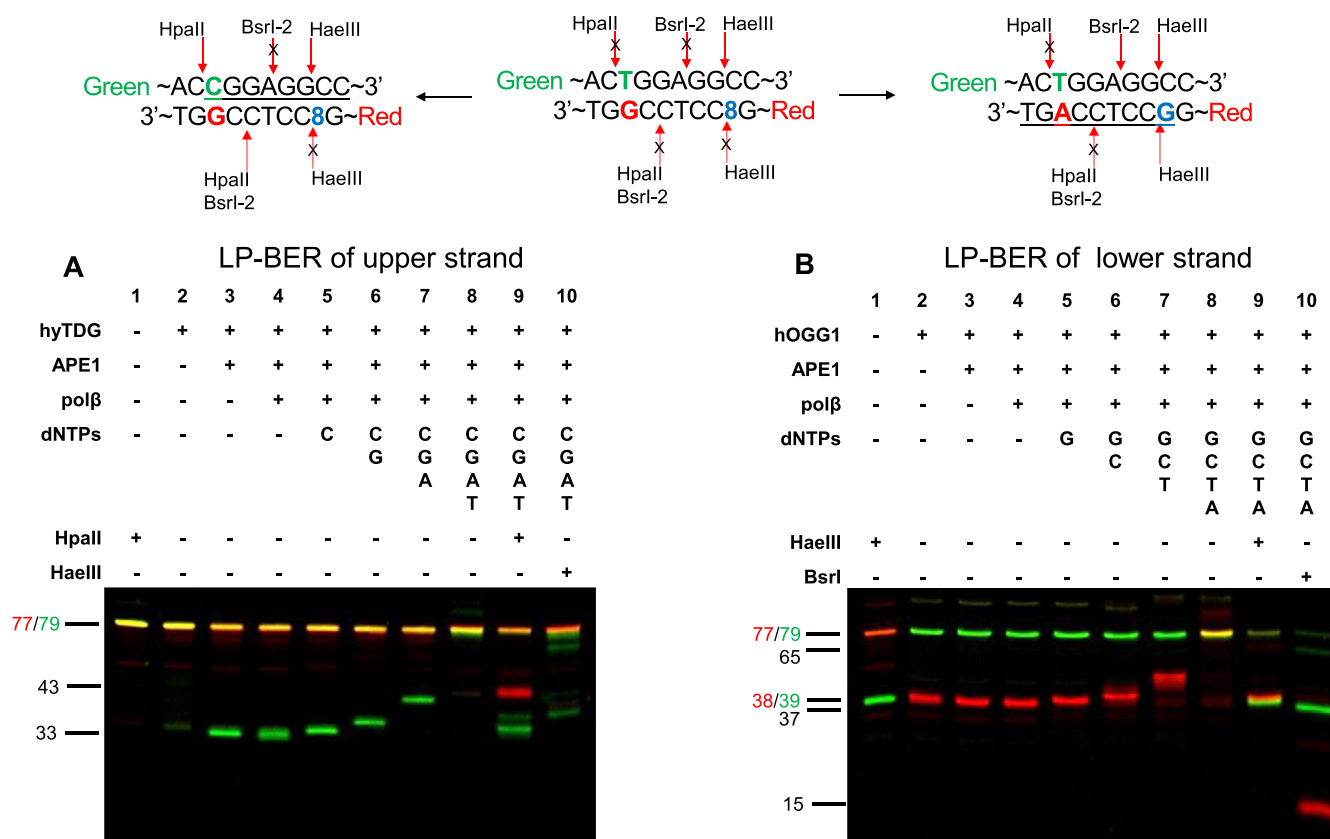 HpaII BsrI-2 HaeIII
X
Green ~ACCGGAGGCC~3'
3'~TGGCCTCC8G~Red
X
HpaII HaeIII
BsrI-2
HpaII BsrI-2 HaeIII
X X
Green ~ACTGGAGGCC~3'
3'~TGGCCTCC8G~Red
X X
HpaII HaeIII
BsrI-2
HpaII BsrI-2 HaeIII
X
Green ~ACTGGAGGCC~3'
3'~TGACCTCCGG~Red
X
HpaII HaeIII
BsrI-2
A LP-BER of upper strand
1 2 3 4 5 6 7 8 9 10
hyTDG - + + + + + + + + +
APE1 - - + + + + + + + +
polβ - - - + + + + + + +
dNTPs - - - - C C C C C C
G G G G G
A A A A
T T T
HpaII + - - - - - - - + -
HaeIII - - - - - - - - - +
77/79
43
33
B LP-BER of lower strand
1 2 3 4 5 6 7 8 9 10
hOGG1 - + + + + + + + + +
APE1 - - + + + + + + + +
polβ - - - + + + + + + +
dNTPs - - - - G G G G G G
C C C C C
T T T T
A A A
HaeIII + - - - - - - - + -
BsrI - - - - - - - - - +
77/79
65
38/39
37
15